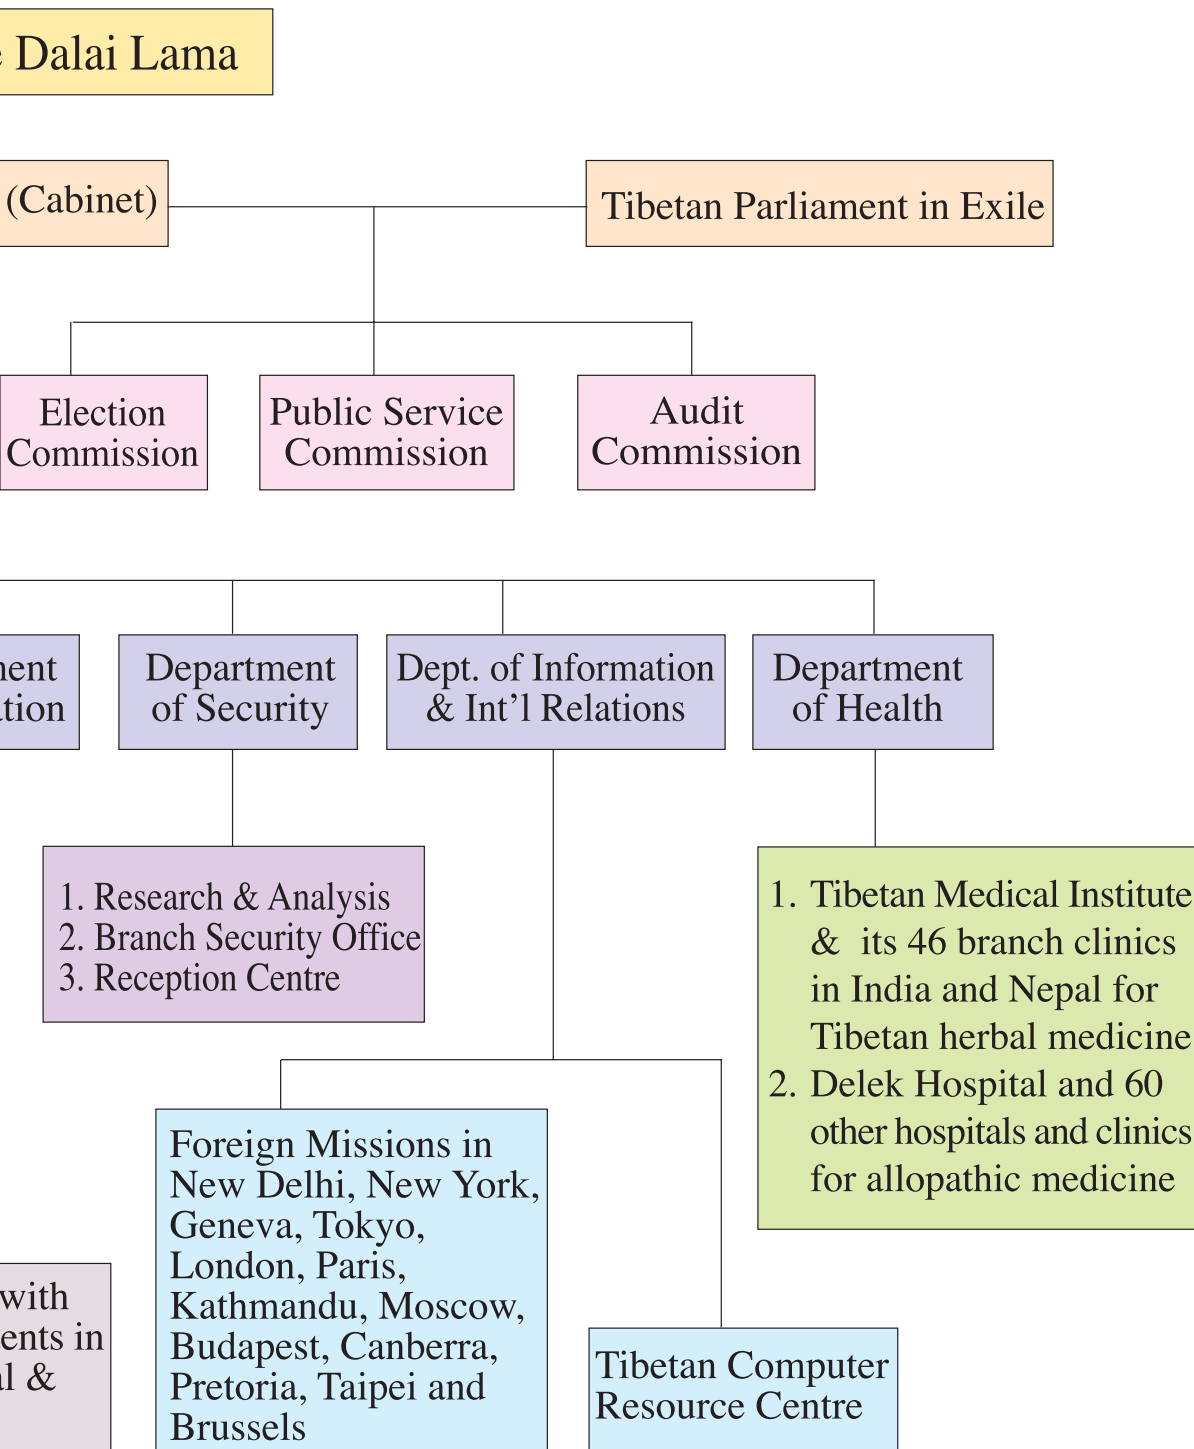 Dalai Lama
(Cabinet)
Tibetan Parliament in Exile
Election
Commission
Public Service
Commission
Audit
Commission
Department
of Security
Dept. of Information
& Int’l Relations
Department
of Health
1. Research & Analysis
2. Branch Security Office
3. Reception Centre
1. Tibetan Medical Institute
& its 46 branch clinics
in India and Nepal for
Tibetan herbal medicine
2. Delek Hospital and 60
other hospitals and clinics
for allopathic medicine
Foreign Missions in
New Delhi, New York,
Geneva, Tokyo,
London, Paris,
Kathmandu, Moscow,
Budapest, Canberra,
Pretoria, Taipei and
Brussels
with
in
&
Tibetan Computer
Resource Centre